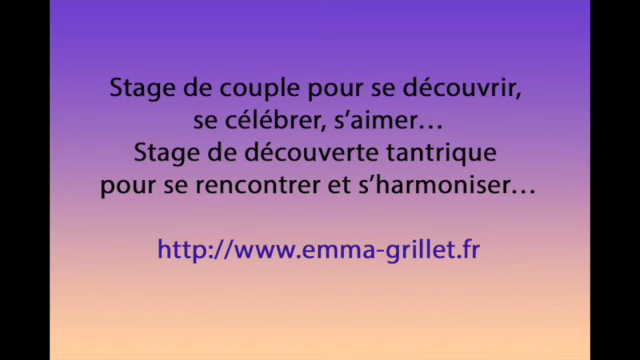 Stage de couple pour se découvrir,
se célébrer, s’aimer…
Stage de découverte tantrique
pour se rencontrer et s’harmoniser…
http://www.emma-grillet.fr